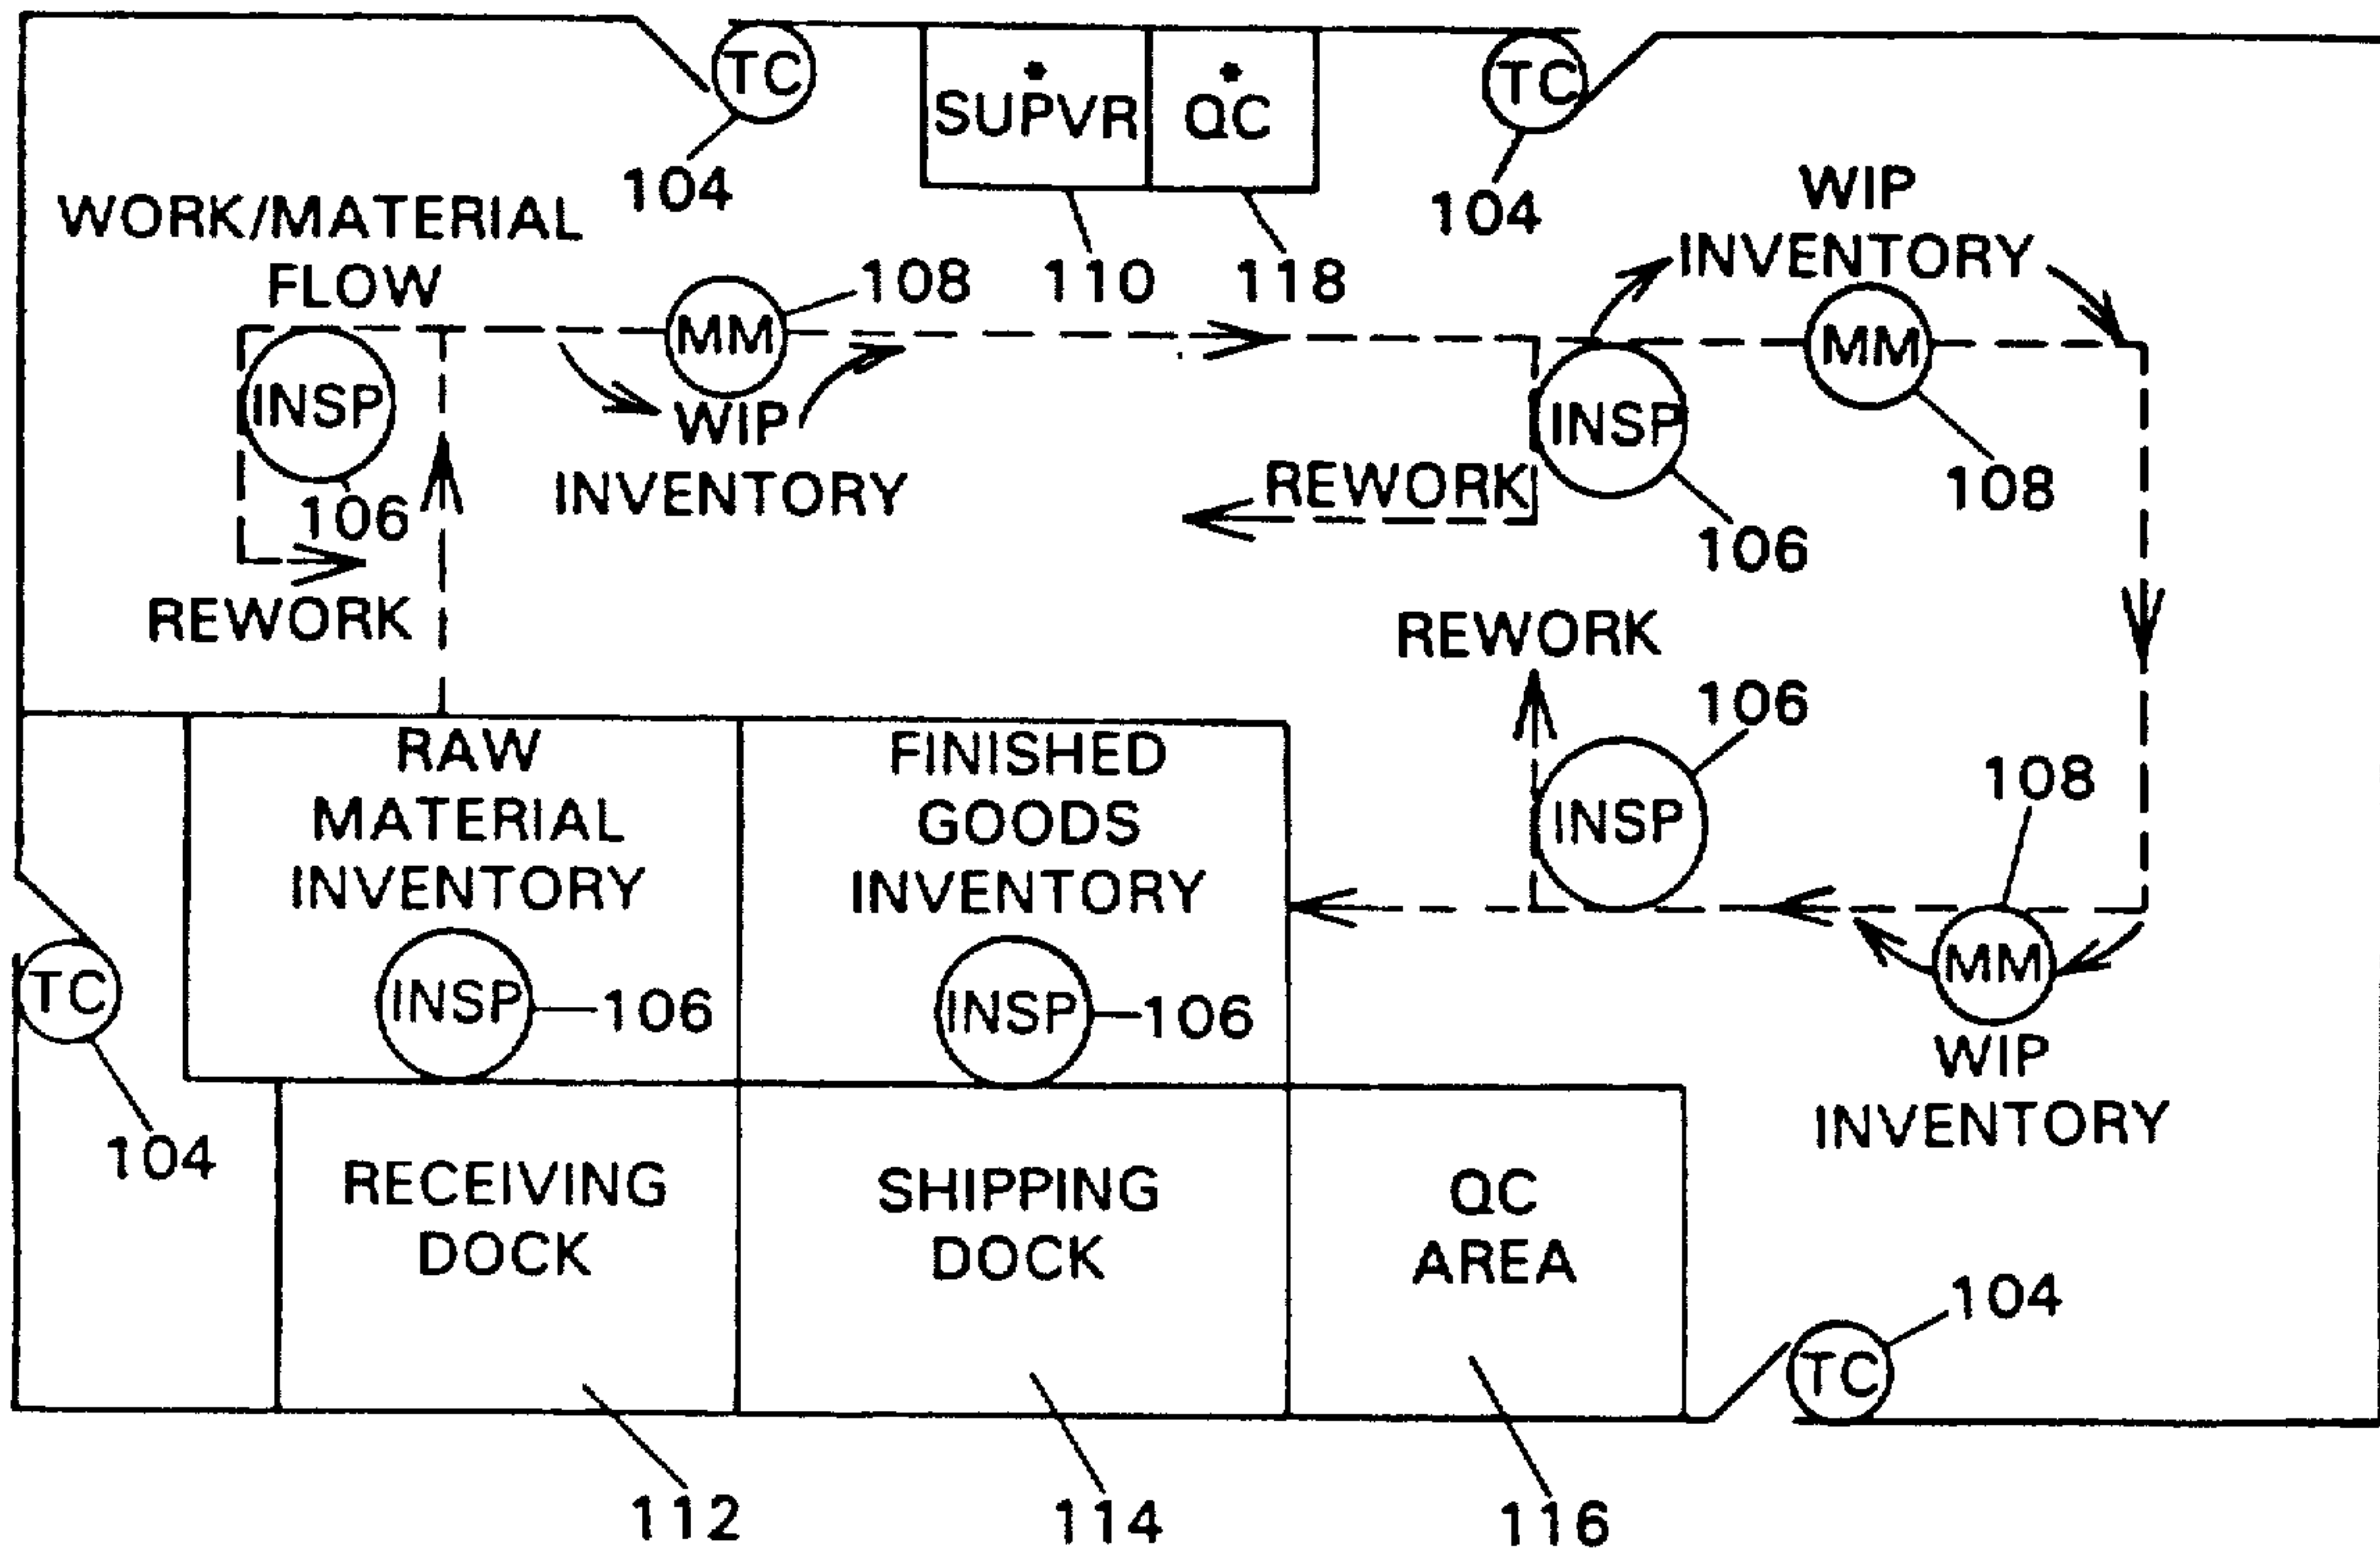 TC
SUPVR
QC
TC
104
104
WIP
INVENTORY
WORK/MATERIAL
FLOW
108
110
118
MM
MM
INSP
INSP
WIP
INVENTORY
106
REWORK
108
106
REWORK
REWORK
106
RAW
MATERIAL
INVENTORY
FINISHED
GOODS
INVENTORY
INSP
108
TC
INSP
106
INSP
106
MM
WIP
INVENTORY
104
RECEIVING
DOCK
SHIPPING
DOCK
QC
AREA
104
TC
112
114
116